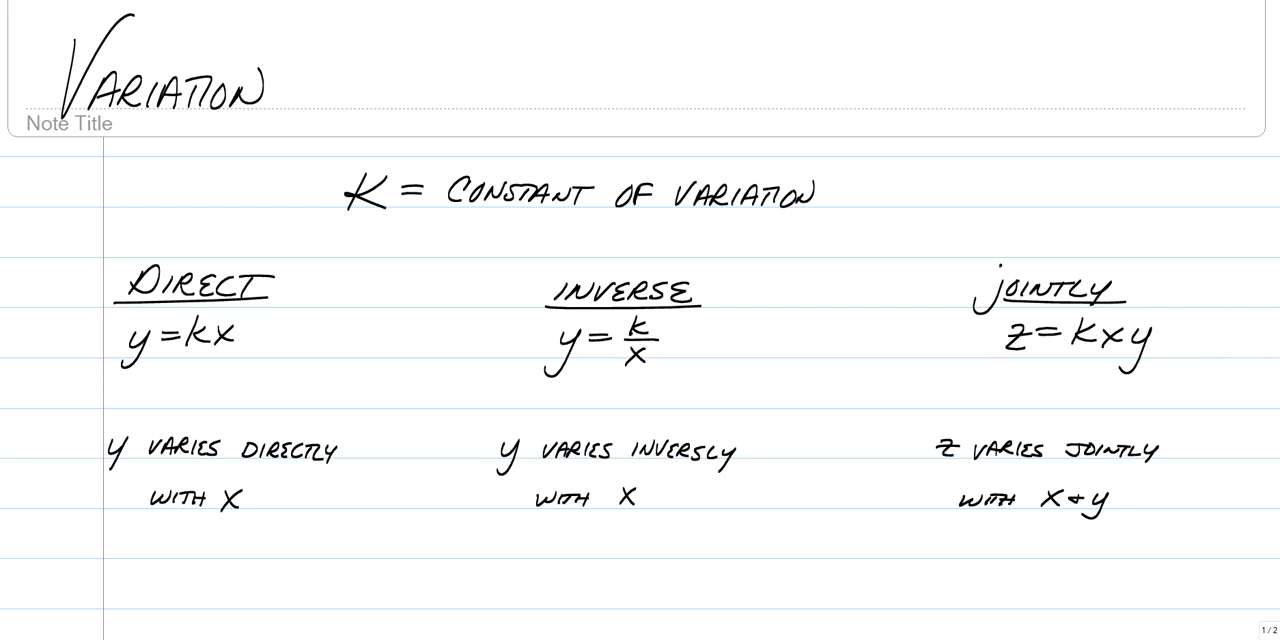 VARIATION
Note Title
K = CONSTANT OF VARIATION
DIRECT
y = kx
y VARIES DIRECTLY
WITH X
INVERSE
y = k/x
y VARIES INVERSLY
WITH X
JOINTLY
z = kxy
z VARIES JOINTLY
WITH X & y
1 / 2